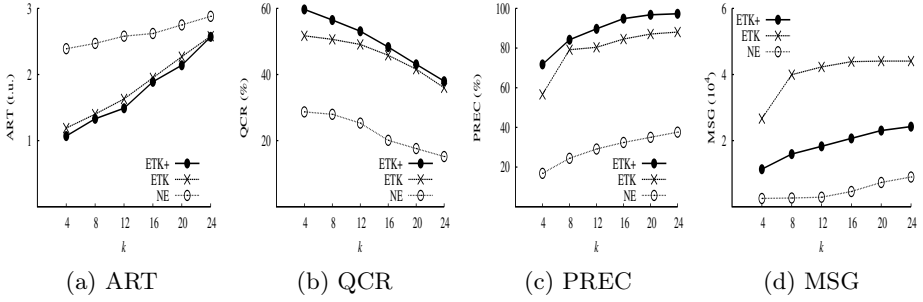 3
2
1
ART (t.u.)
ETK+
ETK
NE
4 8 12 16 20 24
k
(a) ART
60
40
20
QCR (%)
ETK+
ETK
NE
4 8 12 16 20 24
k
(b) QCR
100
80
60
40
20
PREC (%)
ETK+
ETK
NE
4 8 12 16 20 24
k
(c) PREC
6
4
2
MSG (10^4)
ETK+
ETK
NE
4 8 12 16 20 24
k
(d) MSG